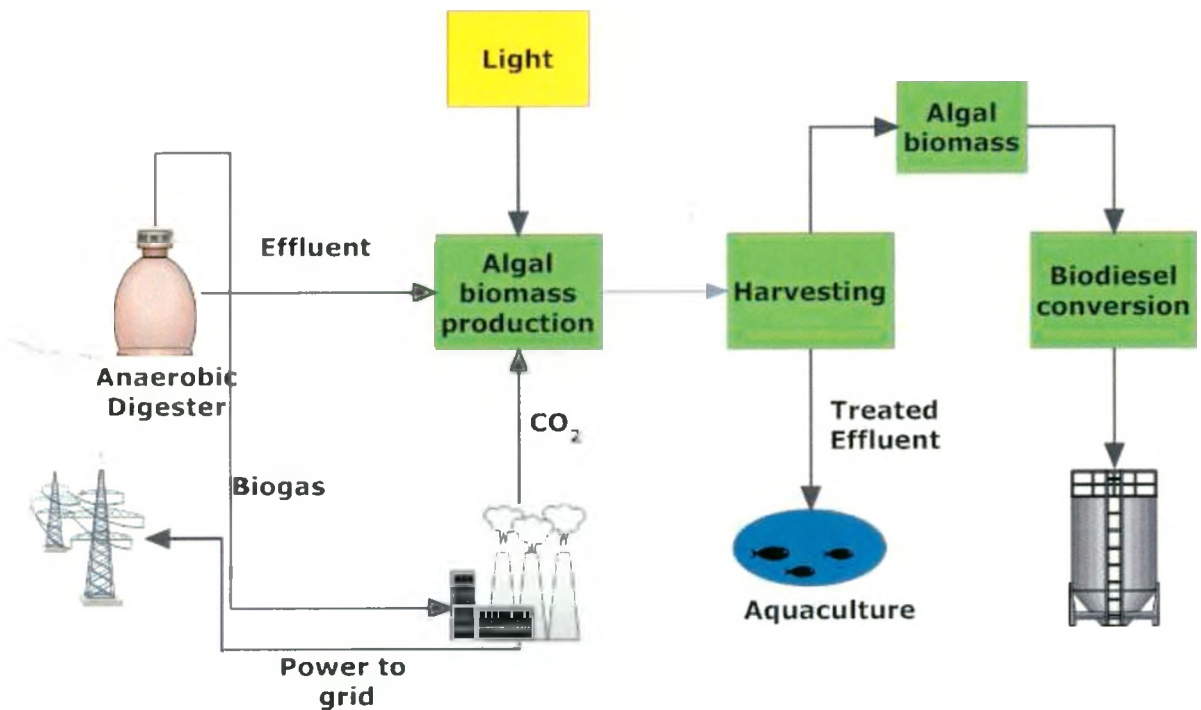 Light
Algal
biomass
Effluent
Algal
biomass
production
Harvesting
Biodiesel
conversion
Anaerobic
Digester
CO₂
Treated
Effluent
Biogas
Aquaculture
Power to
grid